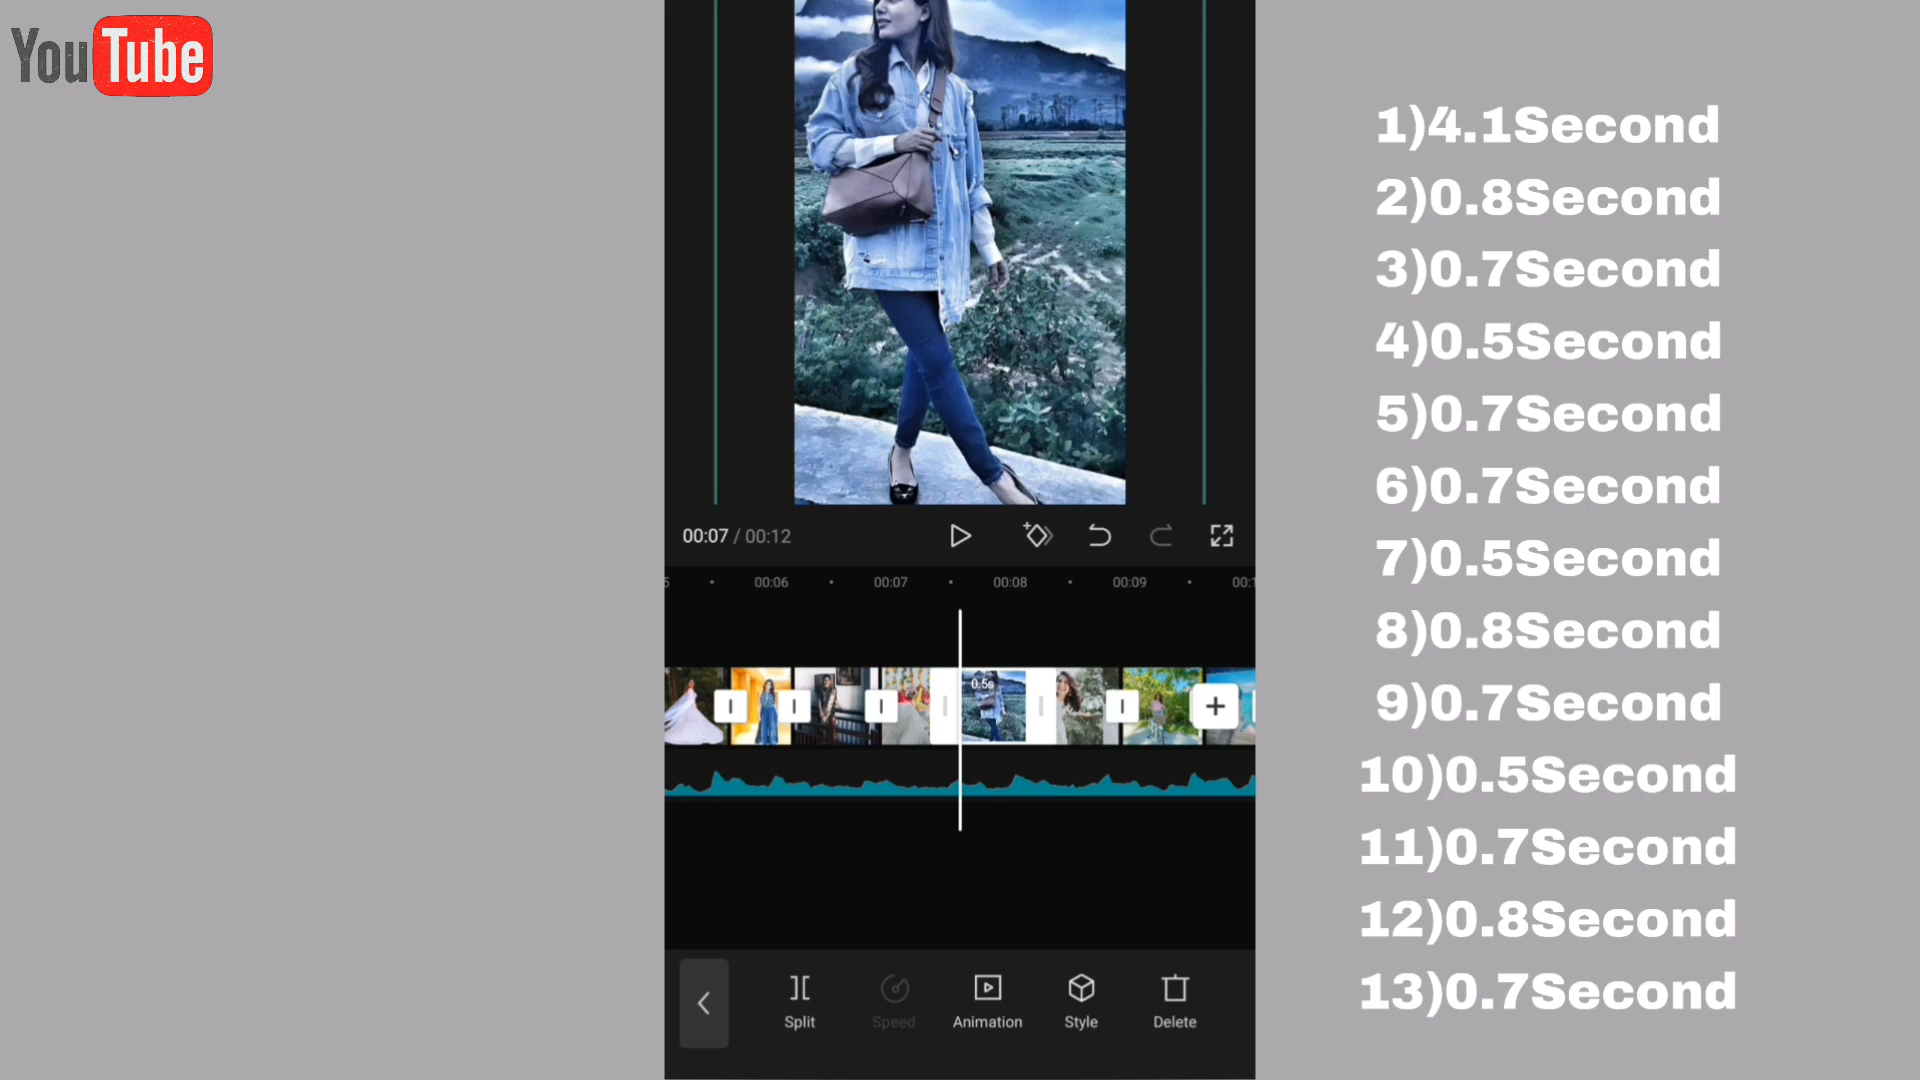 YouTube
1)4.1Second
2)0.8Second
3)0.7Second
4)0.5Second
5)0.7Second
6)0.7Second
7)0.5Second
8)0.8Second
9)0.7Second
10)0.5Second
11)0.7Second
12)0.8Second
13)0.7Second
00:07 / 00:12
00:06 00:07 00:08 00:09
0.5s
Split Speed Animation Style Delete